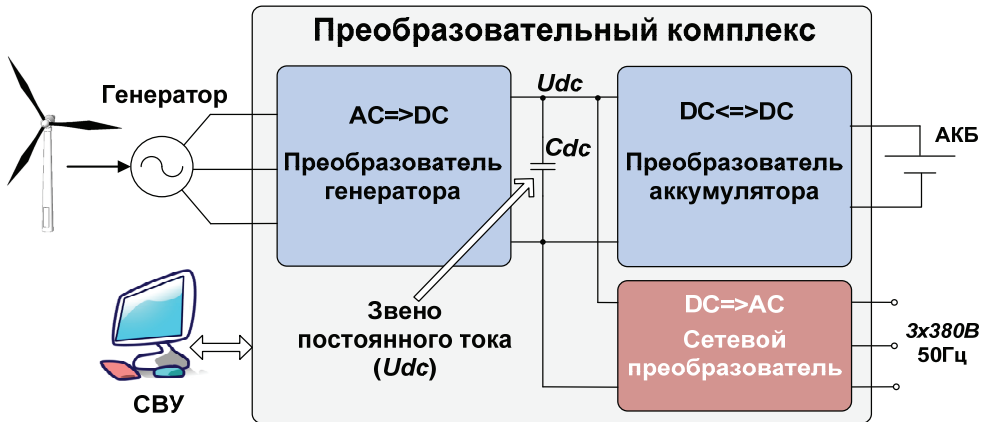 Преобразовательный комплекс
Генератор
AC=>DC
Преобразователь
генератора
Udc
Cdc
DC<=>DC
Преобразователь
аккумулятора
АКБ
Звено
постоянного тока
(Udc)
DC=>AC
Сетевой
преобразователь
3x380В
50Гц
СВУ